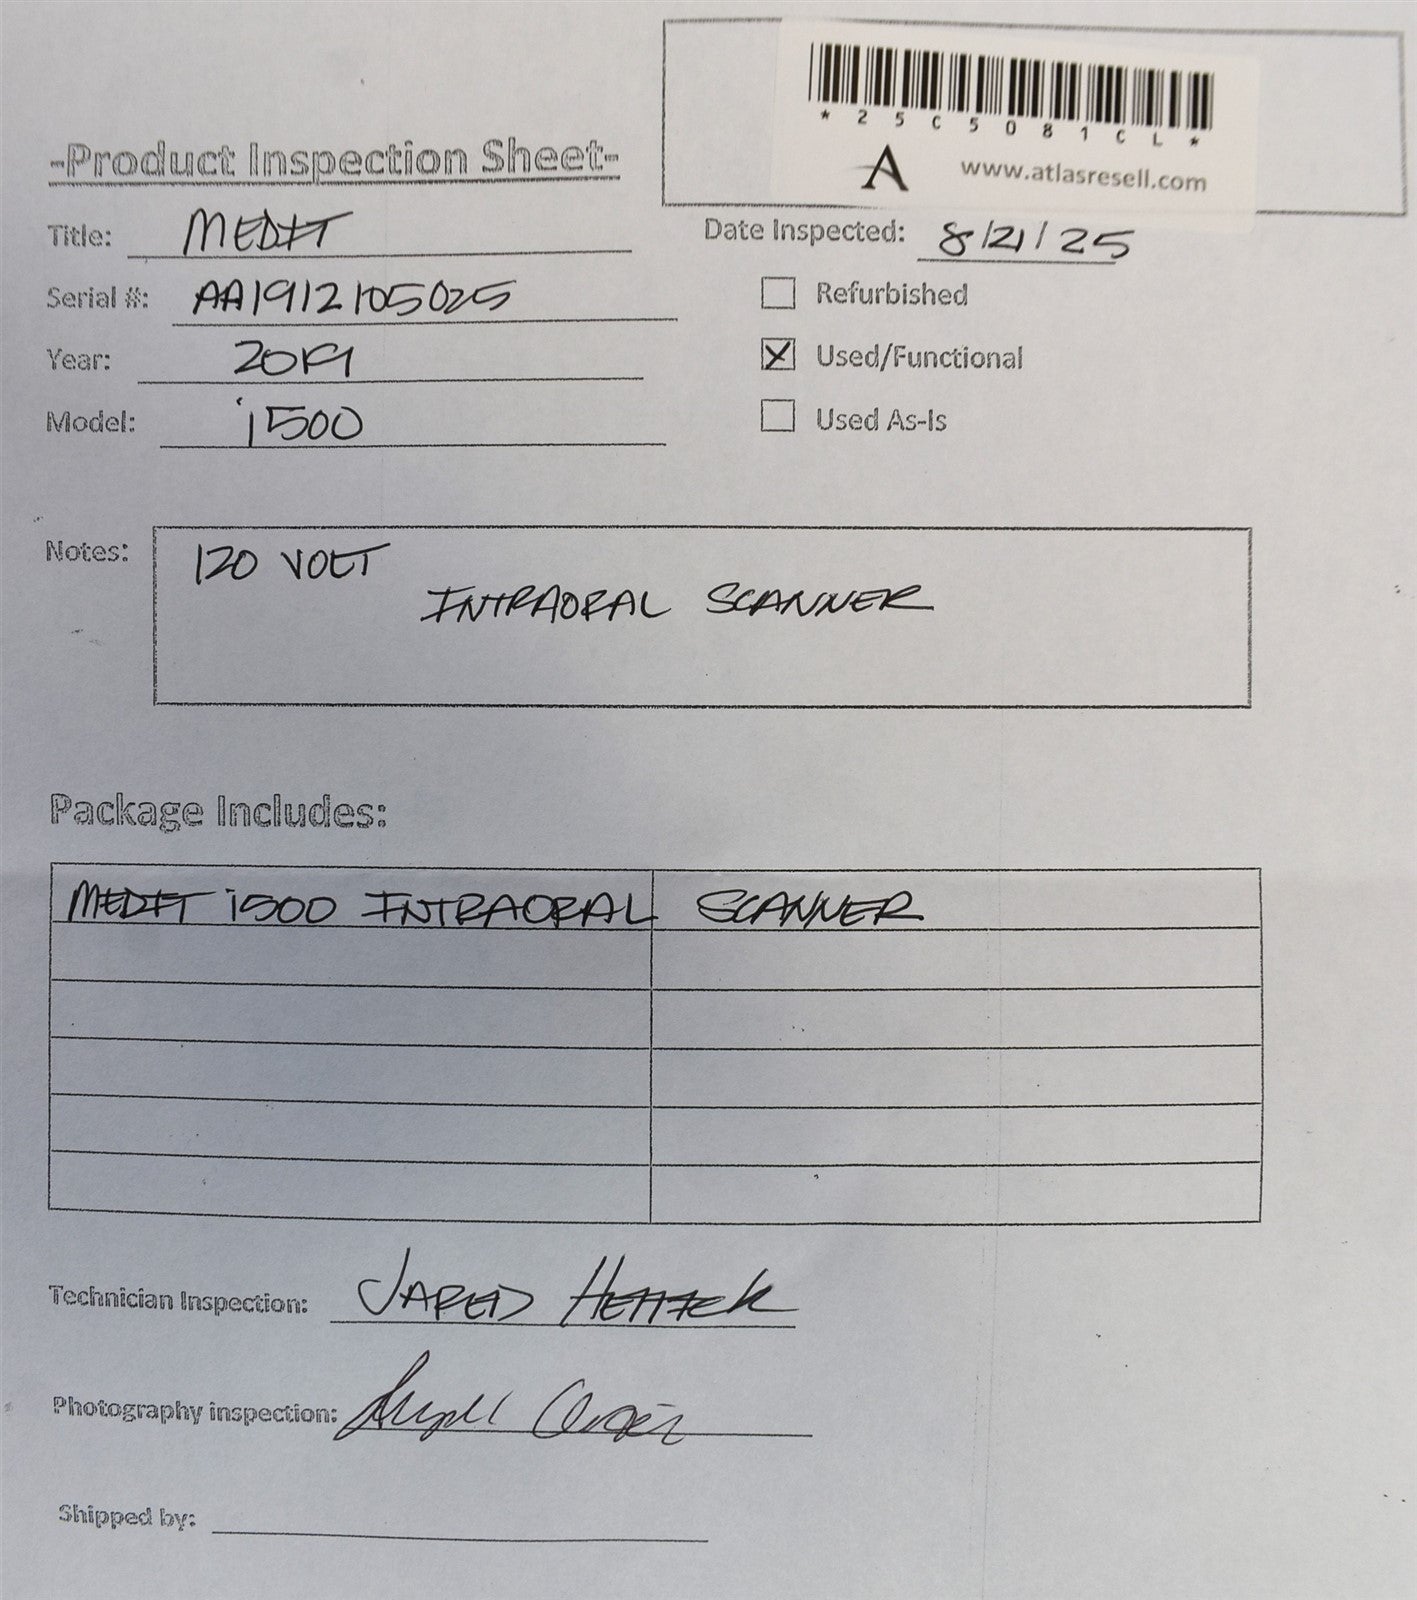 *25C5081CL*
A www.atlasresell.com
-Product Inspection Sheet-
Title: MEDIT
Date Inspected: 8/21/25
Serial #: AA1912105025
Refurbished
Year: 2019
Used/Functional
Model: i500
Used As-Is
Notes: 120 VOLT
INTRAORAL SCANNER
Package Includes:
MEDIT i500 INTRAORAL SCANNER
Technician Inspection: JARED
Photography inspection:
Shipped by: